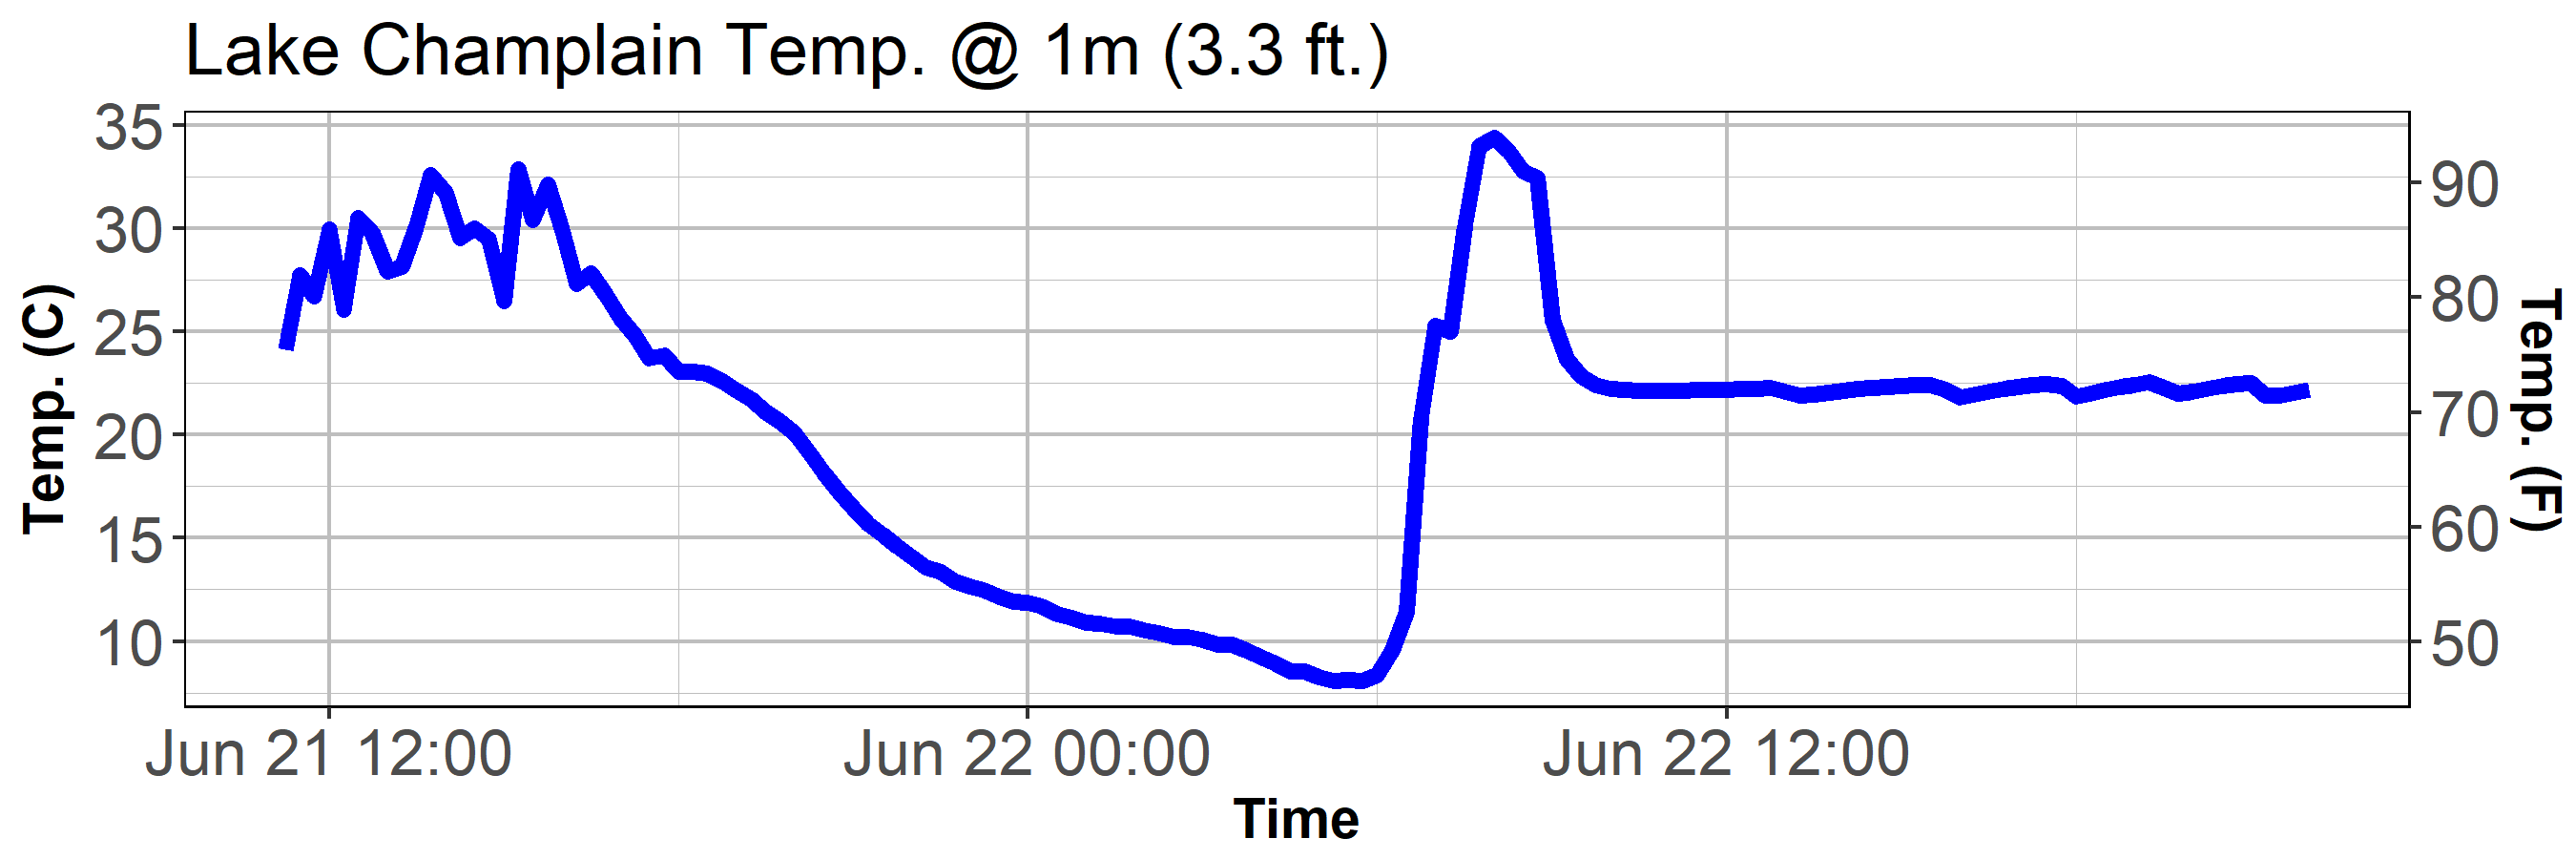 Lake Champlain Temp. @ 1m (3.3 ft.)
35
30
25
20
15
10
Temp. (C)
90
80
70
60
50
Temp. (F)
Jun 21 12:00 Jun 22 00:00 Jun 22 12:00
Time